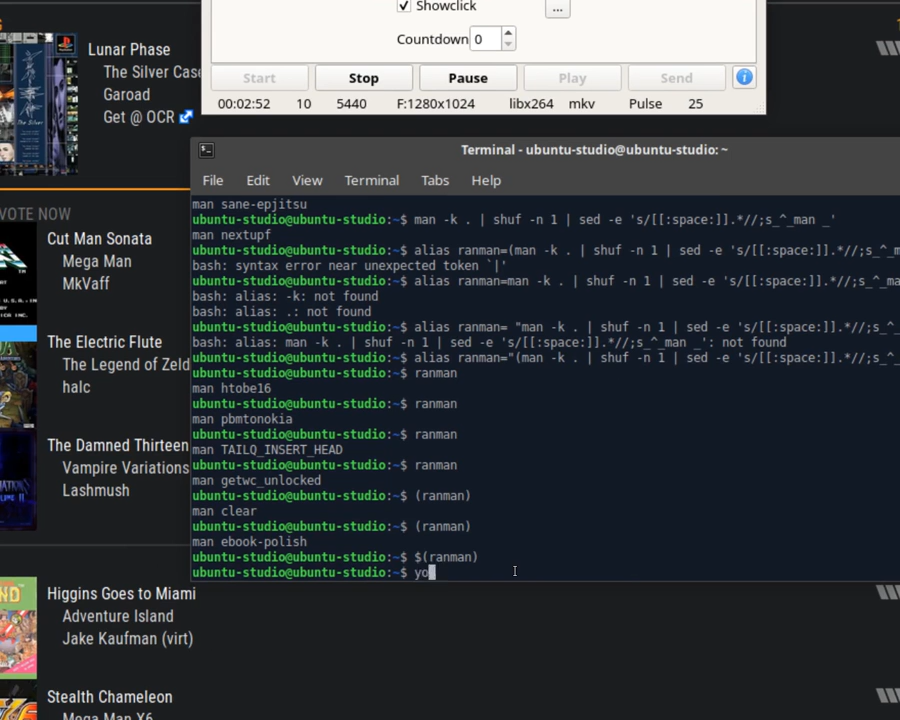 Showclick
...
Countdown 0
Start Stop Pause Play Send
00:02:52 10 5440 F:1280x1024 libx264 mkv Pulse 25
Lunar Phase
The Silver Case
Garoad
Get @ OCR
VOTE NOW
Cut Man Sonata
Mega Man
MkVaff
The Electric Flute
The Legend of Zeld
halc
The Damned Thirteen
Vampire Variations
Lashmush
Higgins Goes to Miami
Adventure Island
Jake Kaufman (virt)
Stealth Chameleon
Mega Man X6
Terminal - ubuntu-studio@ubuntu-studio: ~
File Edit View Terminal Tabs Help
man sane-epjitsu
ubuntu-studio@ubuntu-studio:~$ man -k . | shuf -n 1 | sed -e 's/[[:space:]].*//;s_^_man _'
man nextupf
ubuntu-studio@ubuntu-studio:~$ alias ranman=(man -k . | shuf -n 1 | sed -e 's/[[:space:]].*//;s_^_m
bash: syntax error near unexpected token `|'
ubuntu-studio@ubuntu-studio:~$ alias ranman=man -k . | shuf -n 1 | sed -e 's/[[:space:]].*//;s_^_ma
bash: alias: -k: not found
bash: alias: .: not found
ubuntu-studio@ubuntu-studio:~$ alias ranman= "man -k . | shuf -n 1 | sed -e 's/[[:space:]].*//;s_^_
bash: alias: man -k . | shuf -n 1 | sed -e 's/[[:space:]].*//;s_^_man _': not found
ubuntu-studio@ubuntu-studio:~$ alias ranman="(man -k . | shuf -n 1 | sed -e 's/[[:space:]].*//;s_^_
ubuntu-studio@ubuntu-studio:~$ ranman
man htobe16
ubuntu-studio@ubuntu-studio:~$ ranman
man pbmtonokia
ubuntu-studio@ubuntu-studio:~$ ranman
man TAILQ_INSERT_HEAD
ubuntu-studio@ubuntu-studio:~$ ranman
man getwc_unlocked
ubuntu-studio@ubuntu-studio:~$ (ranman)
man clear
ubuntu-studio@ubuntu-studio:~$ (ranman)
man ebook-polish
ubuntu-studio@ubuntu-studio:~$ $(ranman)
ubuntu-studio@ubuntu-studio:~$ yo